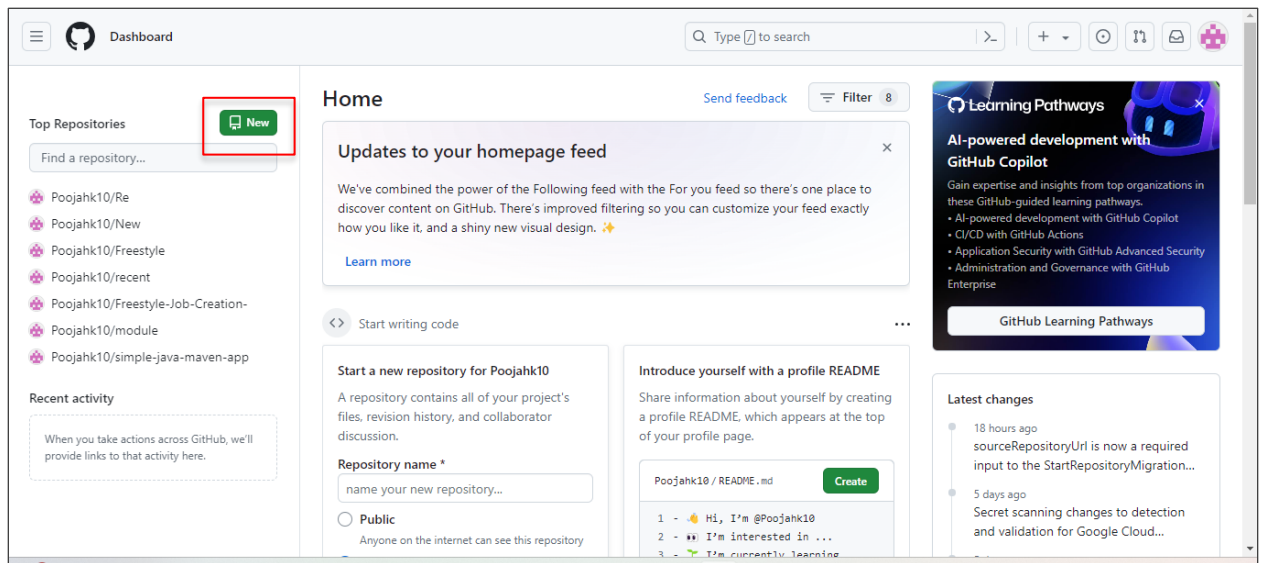 Dashboard
Type / to search
Top Repositories
New
Find a repository...
Poojahk10/Re
Poojahk10/New
Poojahk10/Freestyle
Poojahk10/recent
Poojahk10/Freestyle-Job-Creation-
Poojahk10/module
Poojahk10/simple-java-maven-app
Recent activity
When you take actions across GitHub, we'll
provide links to that activity here.
Home
Send feedback
Filter 8
Updates to your homepage feed
We've combined the power of the Following feed with the For you feed so there's one place to
discover content on GitHub. There's improved filtering so you can customize your feed exactly
how you like it, and a shiny new visual design. ✨
Learn more
Start writing code
Start a new repository for Poojahk10
A repository contains all of your project's
files, revision history, and collaborator
discussion.
Repository name *
name your new repository...
Public
Anyone on the internet can see this repository
Introduce yourself with a profile README
Share information about yourself by creating
a profile README, which appears at the top
of your profile page.
Poojahk10 / README.md
Create
1 - 👋 Hi, I'm @Poojahk10
2 - 👀 I'm interested in ...
3 - 🌱 I'm currently learning
Learning Pathways
AI-powered development with
GitHub Copilot
Gain expertise and insights from top organizations in
these GitHub-guided learning pathways.
• AI-powered development with GitHub Copilot
• CI/CD with GitHub Actions
• Application Security with GitHub Advanced Security
• Administration and Governance with GitHub
Enterprise
GitHub Learning Pathways
Latest changes
18 hours ago
sourceRepositoryUrl is now a required
input to the StartRepositoryMigration...
5 days ago
Secret scanning changes to detection
and validation for Google Cloud...